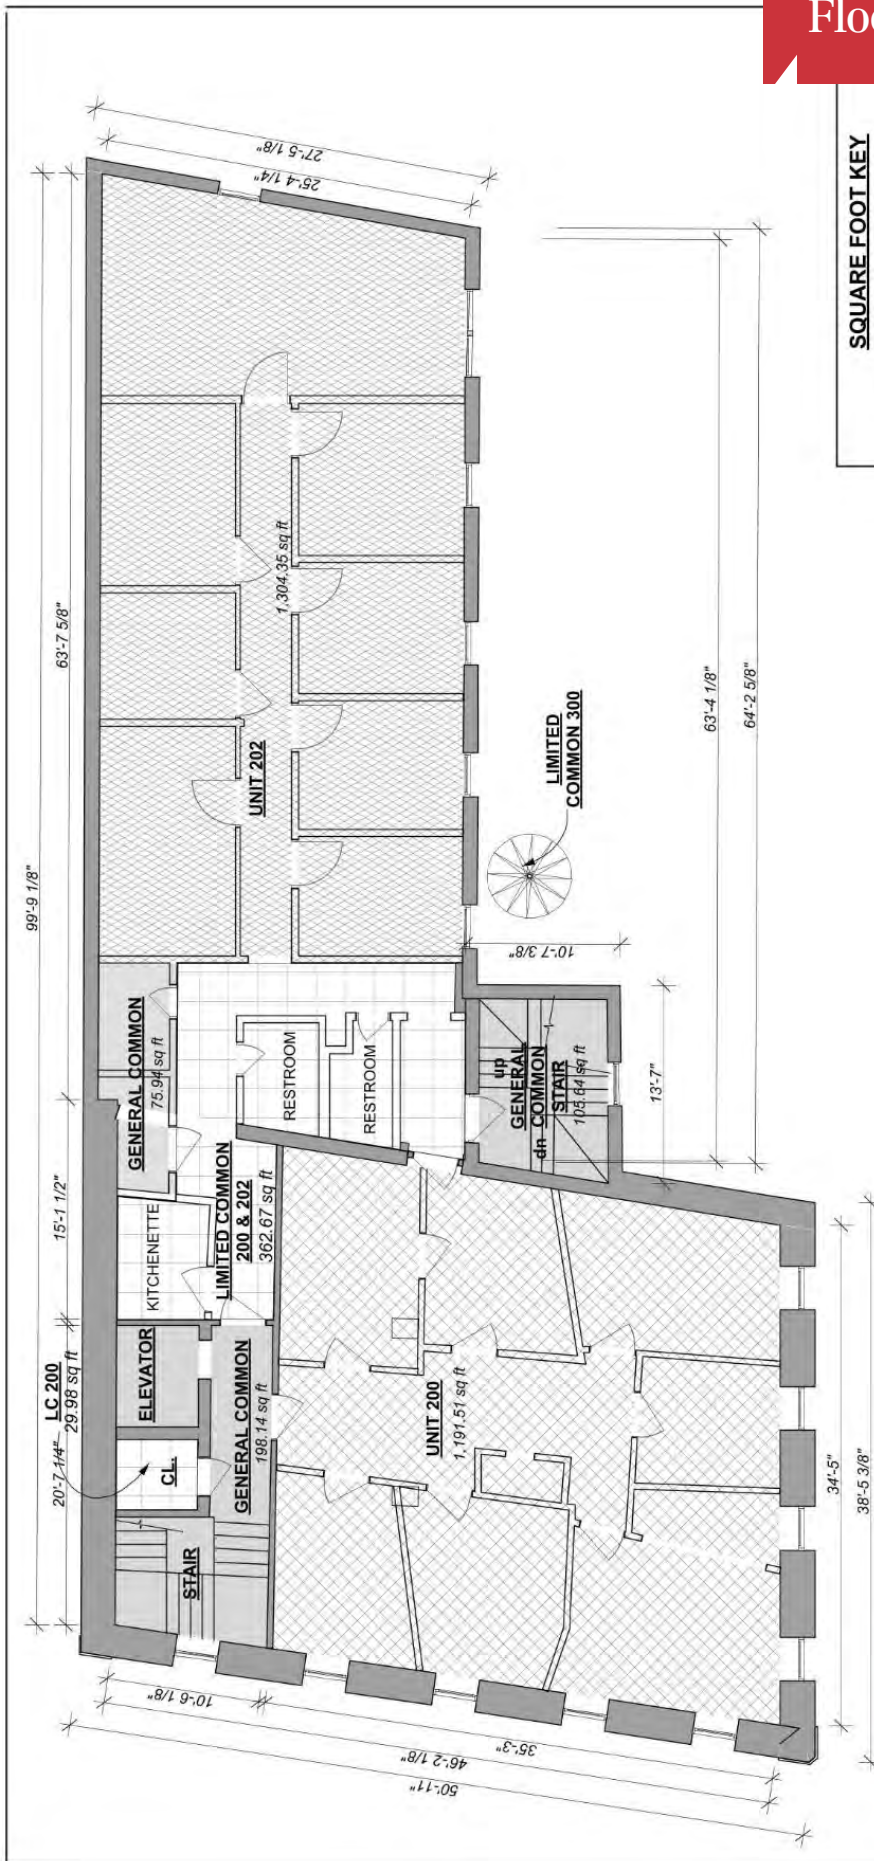 Floo
SQUARE FOOT KEY
27'-5 1/8"
25'-4 1/4"
99'-9 1/8"
63'-7 5/8"
15'-1 1/2"
20'-7 1/4"
LC 200
29.98 sq ft
1,304.35 sq ft
UNIT 202
LIMITED
COMMON 300
63'-4 1/8"
64'-2 5/8"
10'-7 3/8"
13'-7"
GENERAL COMMON
75.94 sq ft
RESTROOM
RESTROOM
up
GENERAL
dn COMMON
STAIR
105.64 sq ft
KITCHENETTE
LIMITED COMMON
200 & 202
362.67 sq ft
ELEVATOR
CL.
GENERAL COMMON
198.14 sq ft
STAIR
UNIT 200
1,191.51 sq ft
34'-5"
38'-5 3/8"
10'-6 1/8"
35'-3"
46'-2 1/8"
50'-11"